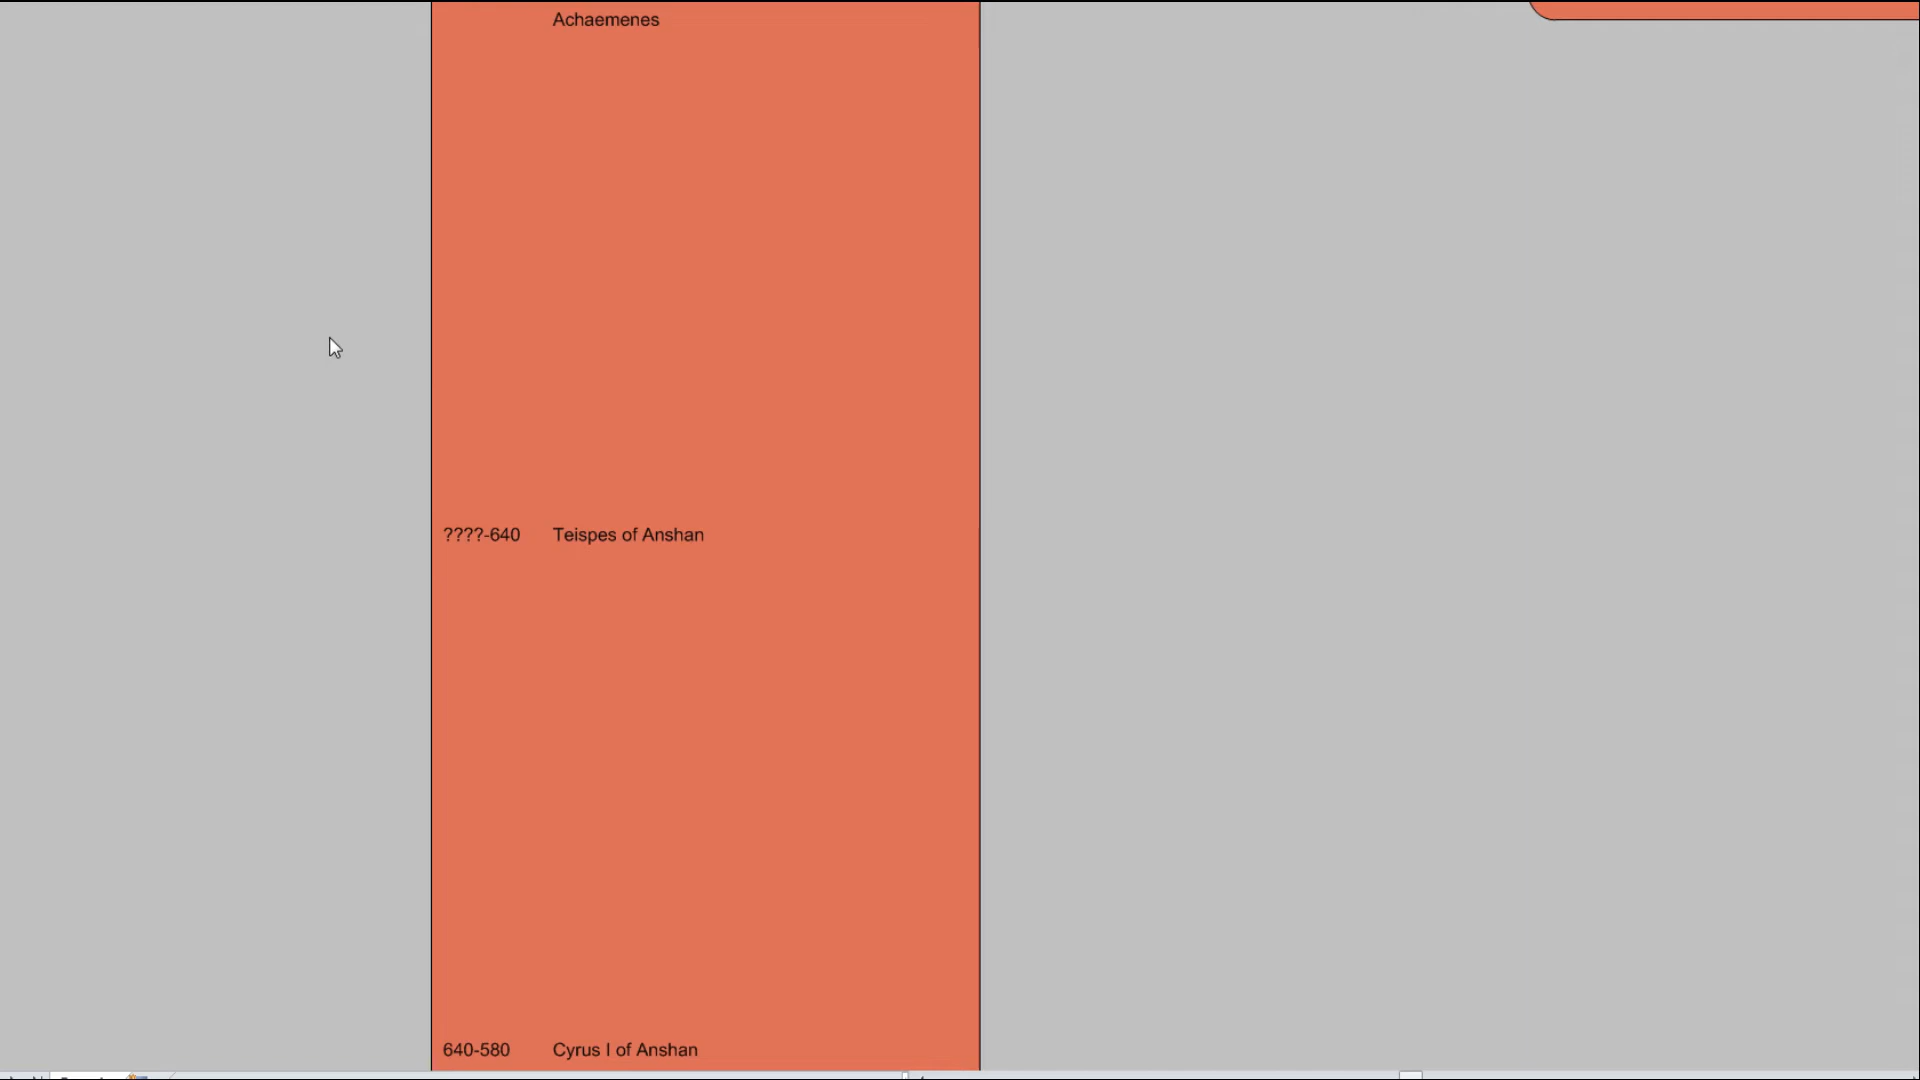 Achaemenes
????-640 Teispes of Anshan
640-580 Cyrus I of Anshan